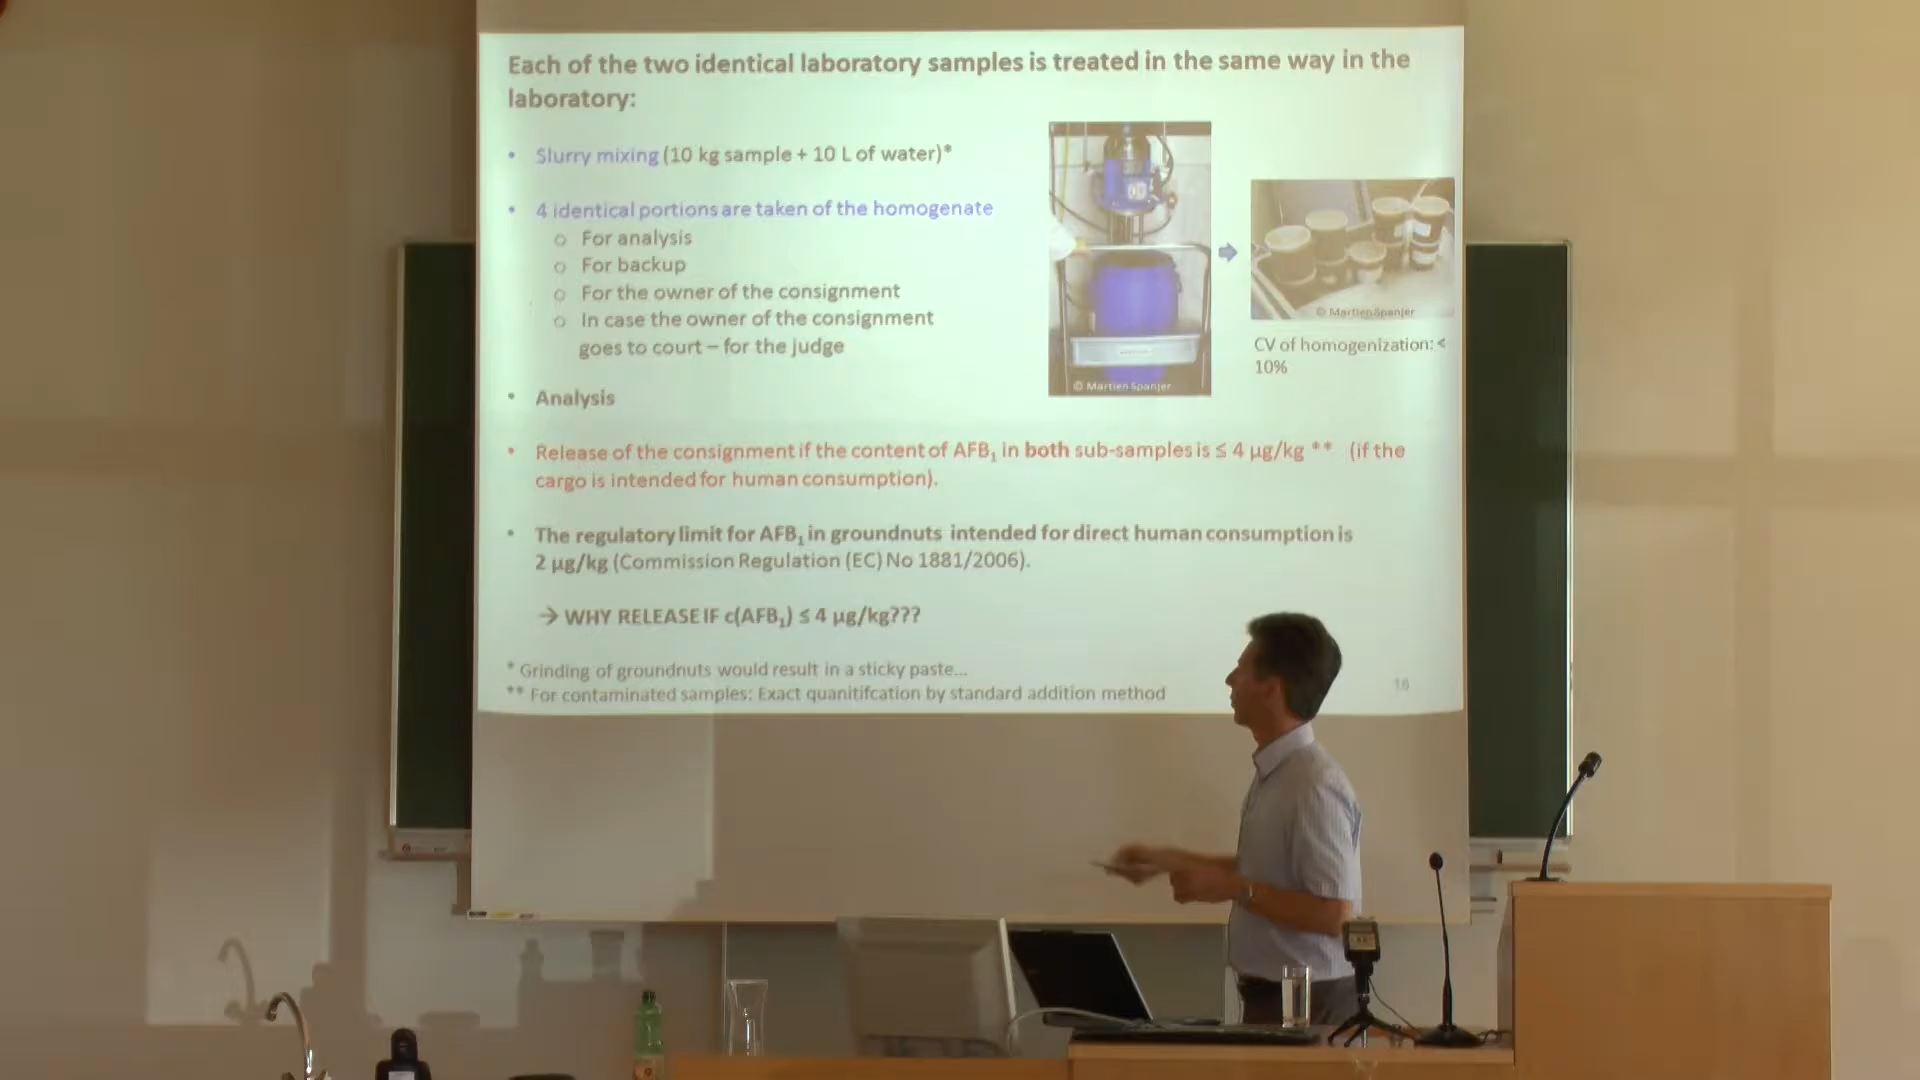 Each of the two identical laboratory samples is treated in the same way in the
laboratory:
• Slurry mixing (10 kg sample + 10 L of water)*
• 4 identical portions are taken of the homogenate
o For analysis
o For backup
o For the owner of the consignment
o In case the owner of the consignment
goes to court – for the judge
© Martien Spanjer
© Martien Spanjer
CV of homogenization: <
10%
• Analysis
• Release of the consignment if the content of AFB₁ in both sub-samples is ≤ 4 µg/kg ** (if the
cargo is intended for human consumption).
• The regulatory limit for AFB₁ in groundnuts intended for direct human consumption is
2 µg/kg (Commission Regulation (EC) No 1881/2006).
→ WHY RELEASE IF c(AFB₁) ≤ 4 µg/kg???
* Grinding of groundnuts would result in a sticky paste...
** For contaminated samples: Exact quanitifcation by standard addition method
16